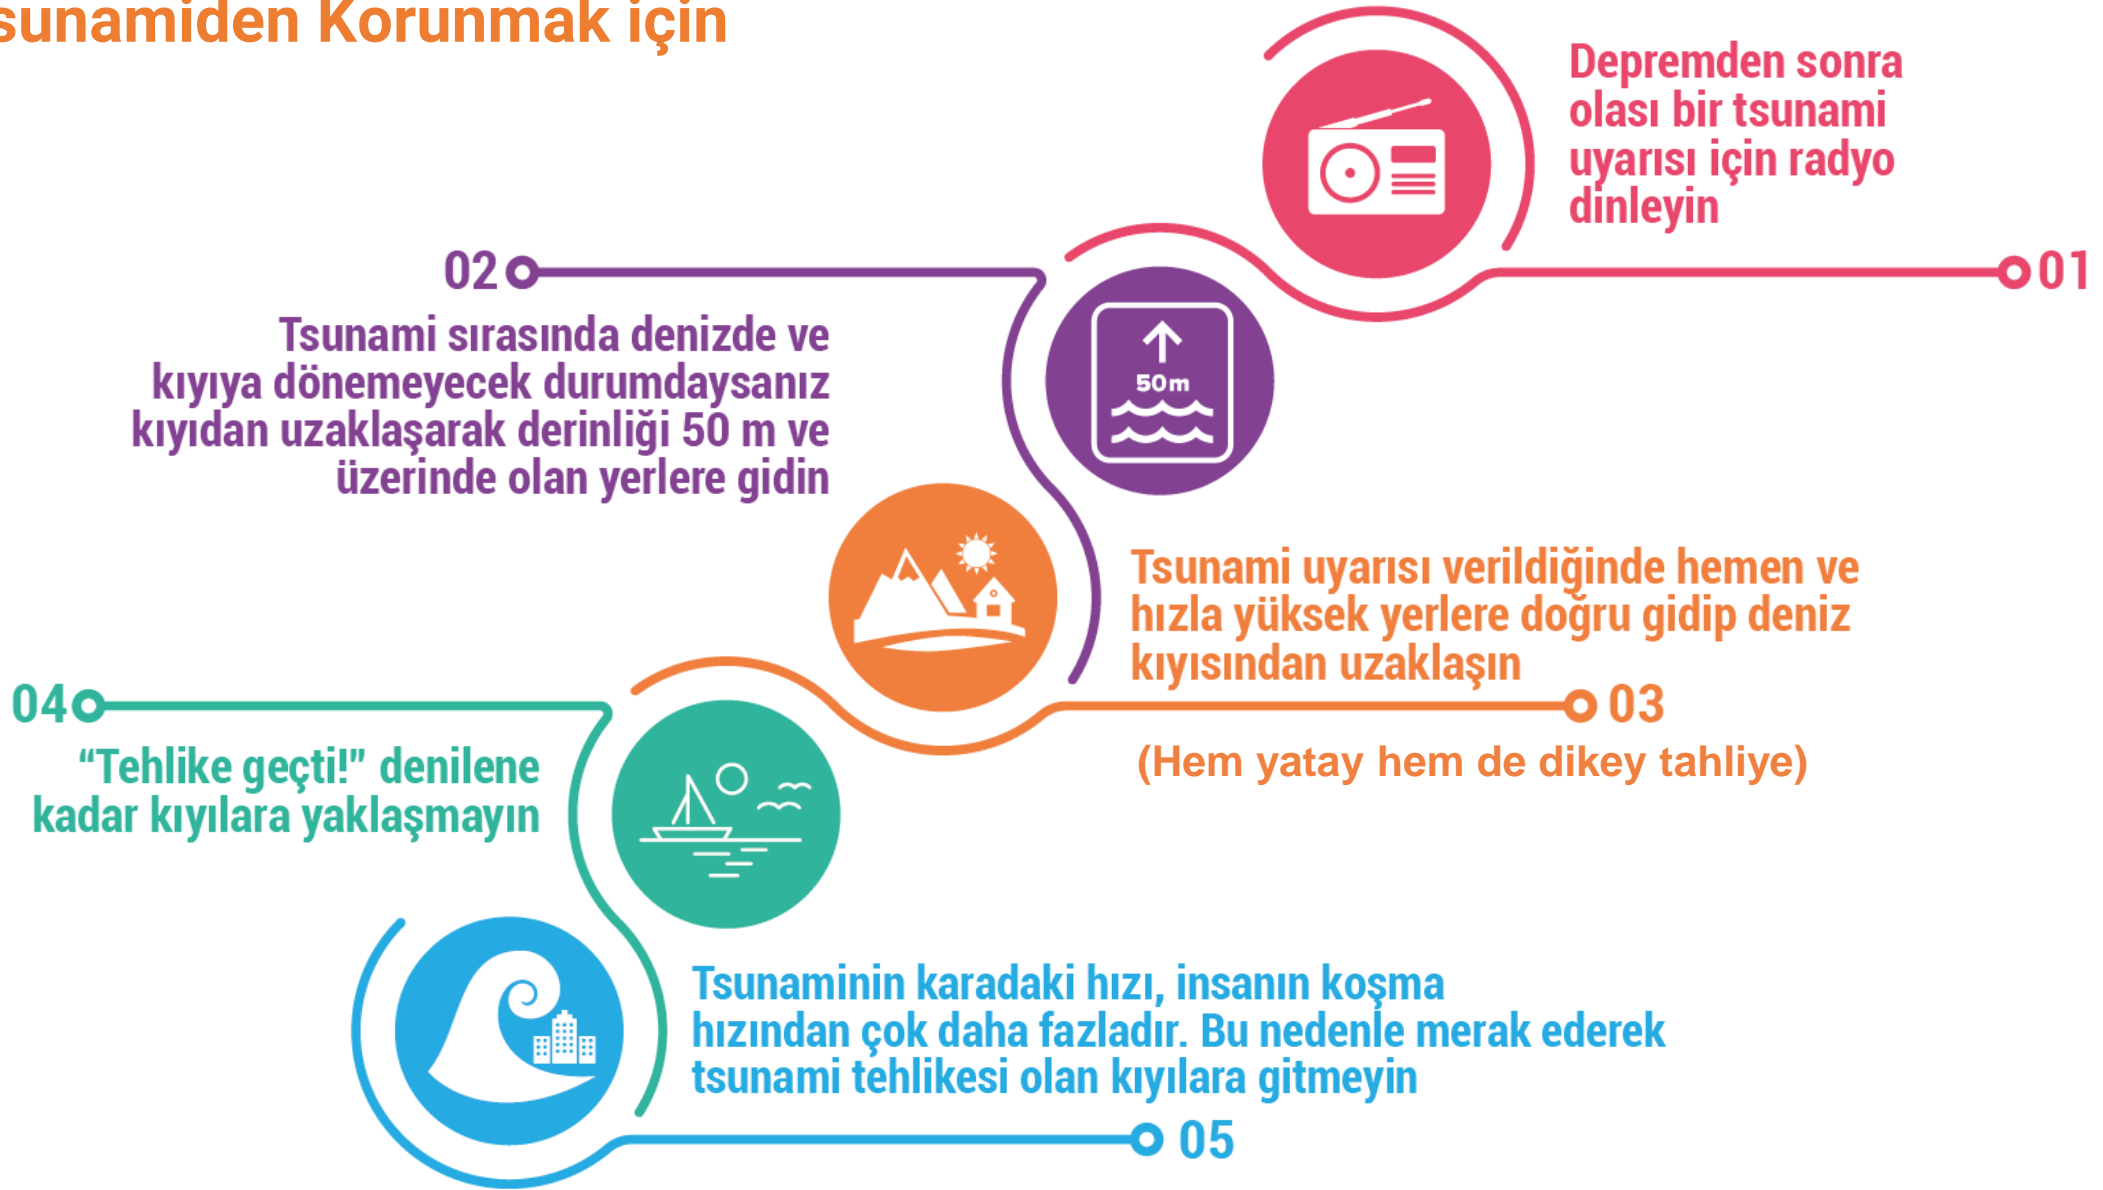 sunamiden Korunmak için
Depremden sonra
olası bir tsunami
uyarısı için radyo
dinleyin
01
02
Tsunami sırasında denizde ve
kıyıya dönemeyecek durumdaysanız
kıyıdan uzaklaşarak derinliği 50 m ve
üzerinde olan yerlere gidin
50m
Tsunami uyarısı verildiğinde hemen ve
hızla yüksek yerlere doğru gidip deniz
kıyısından uzaklaşın
03
(Hem yatay hem de dikey tahliye)
04
“Tehlike geçti!" denilene
kadar kıyılara yaklaşmayın
Tsunaminin karadaki hızı, insanın koşma
hızından çok daha fazladır. Bu nedenle merak ederek
tsunami tehlikesi olan kıyılara gitmeyin
05